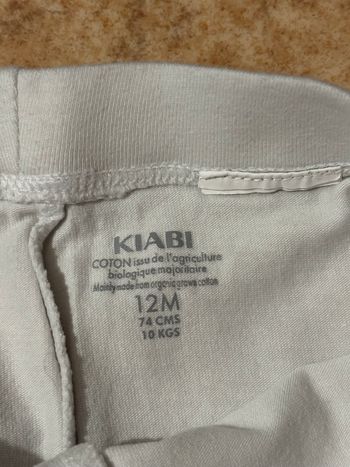 KIABI
COTON issu de l'agriculture
biologique majoritaire
Mainly made from organic grown cotton
12M
74 CMS
10 KGS